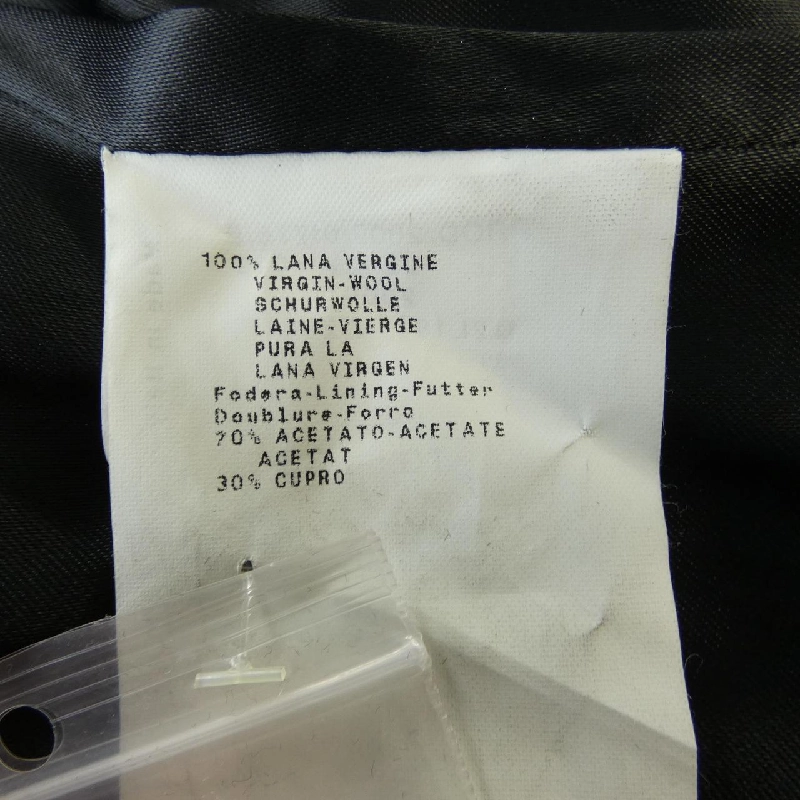 100% LANA VERGINE
VIRGIN-WOOL
SCHURWOLLE
LAINE-VIERGE
PURA LA
LANA VIRGEN
Fodera-Lining-Futter
Doublure-Forro
70% ACETATO-ACETATE
ACETAT
30% CUPRO